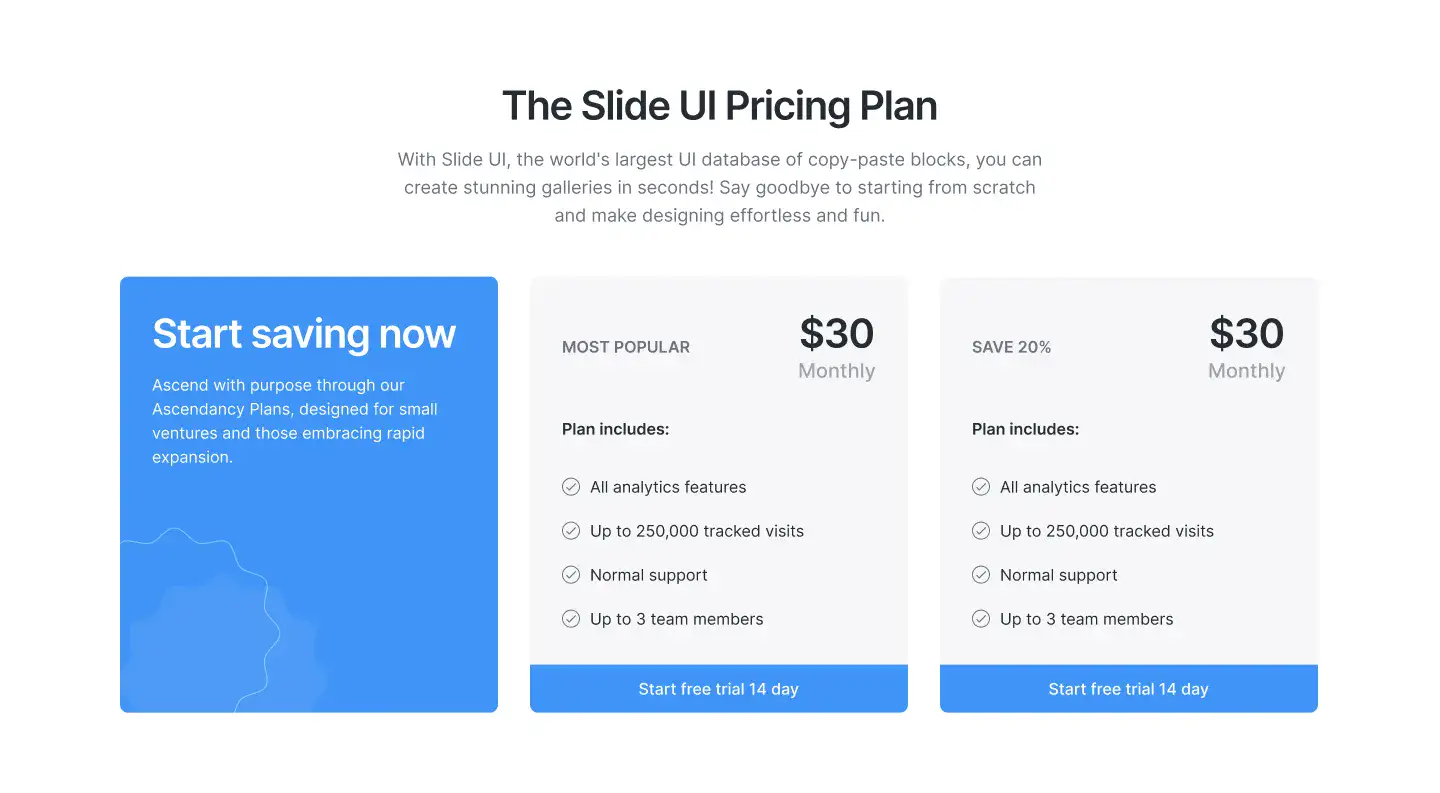 The Slide UI Pricing Plan
With Slide UI, the world's largest UI database of copy-paste blocks, you can
create stunning galleries in seconds! Say goodbye to starting from scratch
and make designing effortless and fun.
Start saving now
Ascend with purpose through our
Ascendancy Plans, designed for small
ventures and those embracing rapid
expansion.
MOST POPULAR
$30
Monthly
Plan includes:
All analytics features
Up to 250,000 tracked visits
Normal support
Up to 3 team members
Start free trial 14 day
SAVE 20%
$30
Monthly
Plan includes:
All analytics features
Up to 250,000 tracked visits
Normal support
Up to 3 team members
Start free trial 14 day